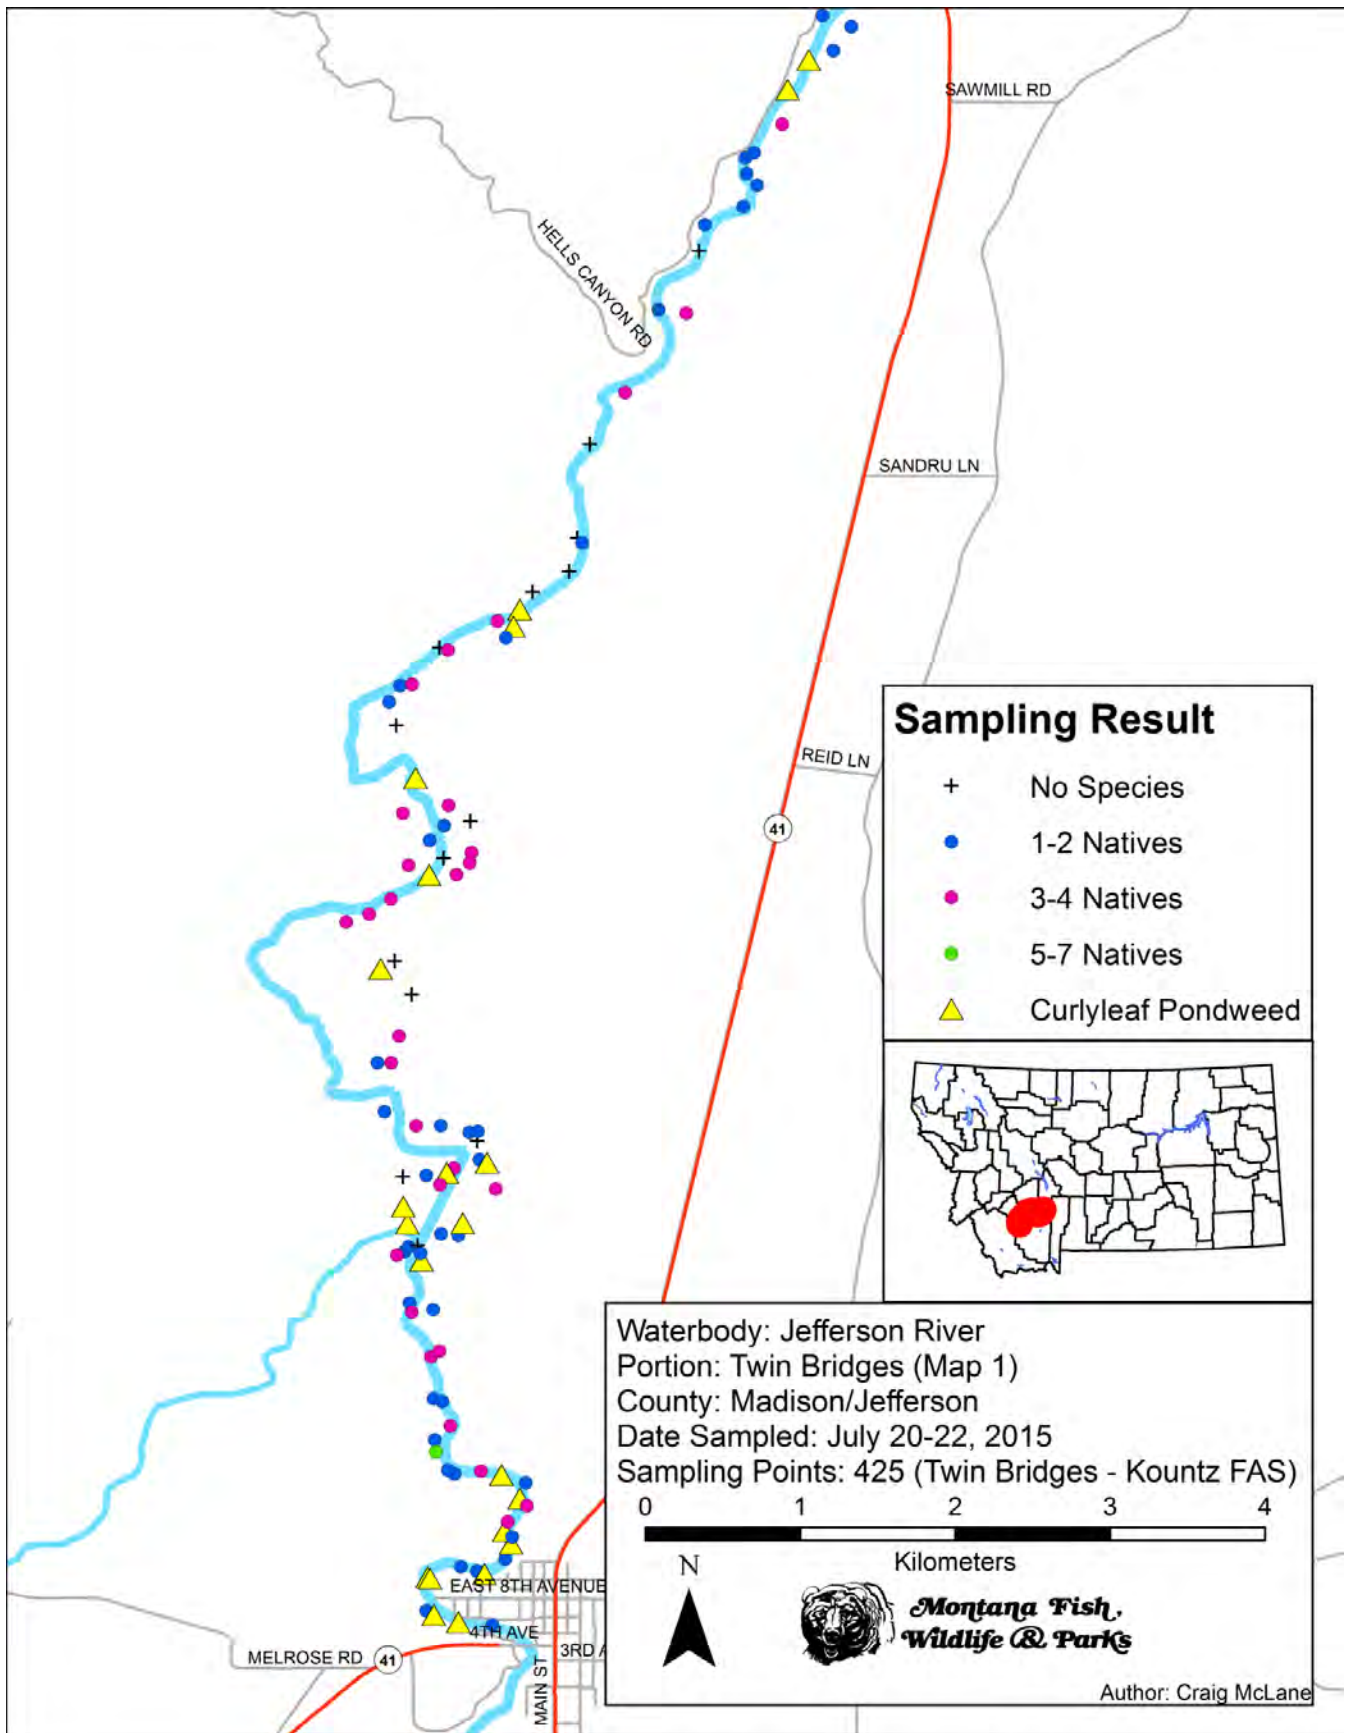 SAWMILL RD
HELLS CANYON RD
SANDRU LN
REID LN
41
Sampling Result
No Species
1-2 Natives
3-4 Natives
5-7 Natives
Curlyleaf Pondweed
Waterbody: Jefferson River
Portion: Twin Bridges (Map 1)
County: Madison/Jefferson
Date Sampled: July 20-22, 2015
Sampling Points: 425 (Twin Bridges - Kountz FAS)
0 1 2 3 4
Kilometers
N
Montana Fish,
Wildlife & Parks
Author: Craig McLane
EAST 8TH AVENUE
4TH AVE
3RD A
MELROSE RD
41
MAIN ST